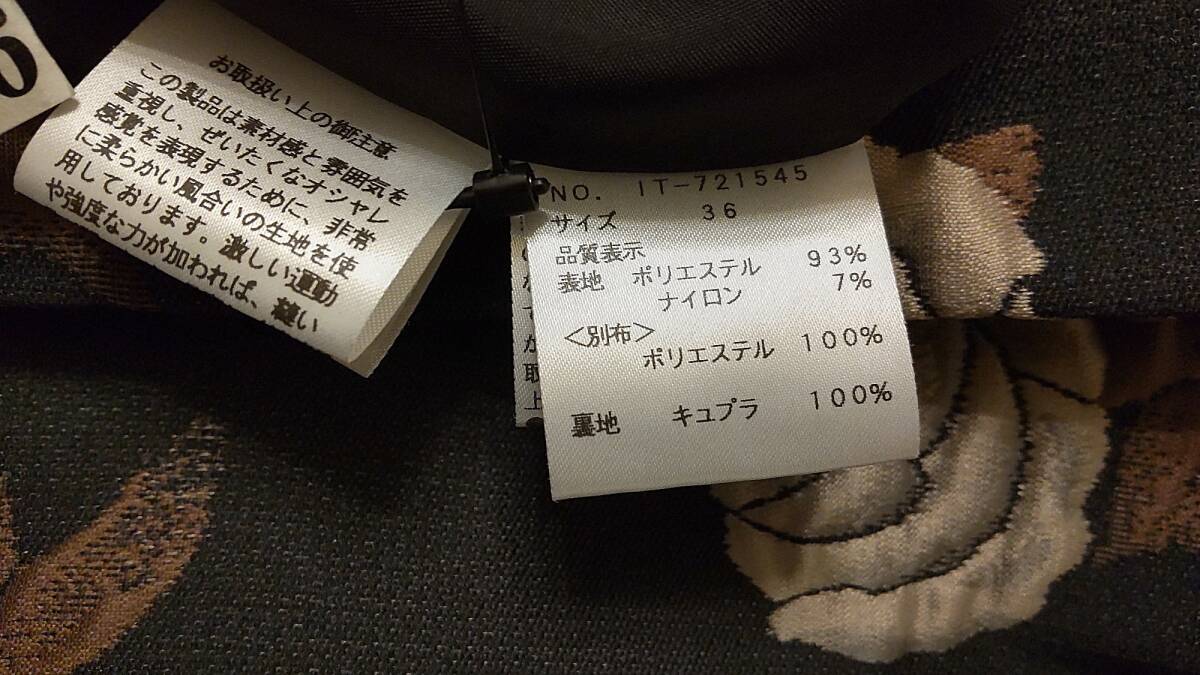 お取扱い上の御注意
この製品は素材感と雰囲気を
重視し、ぜいたくなオシャレ
感覚を表現するために、非常
に柔らかい風合いの生地を使
用しております。激しい運動
や強度な力が加われば、縫い
NO. IT-721545
サイズ 36
品質表示
表地 ポリエステル 93%
ナイロン 7%
<別布>
ポリエステル 100%
裏地 キュプラ 100%
取
上